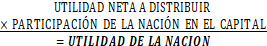 UTILIDAD NETA A DISTRIBUIR
× PARTICIPACIÓN DE LA NACIÓN EN EL CAPITAL
= UTILIDAD DE LA NACION